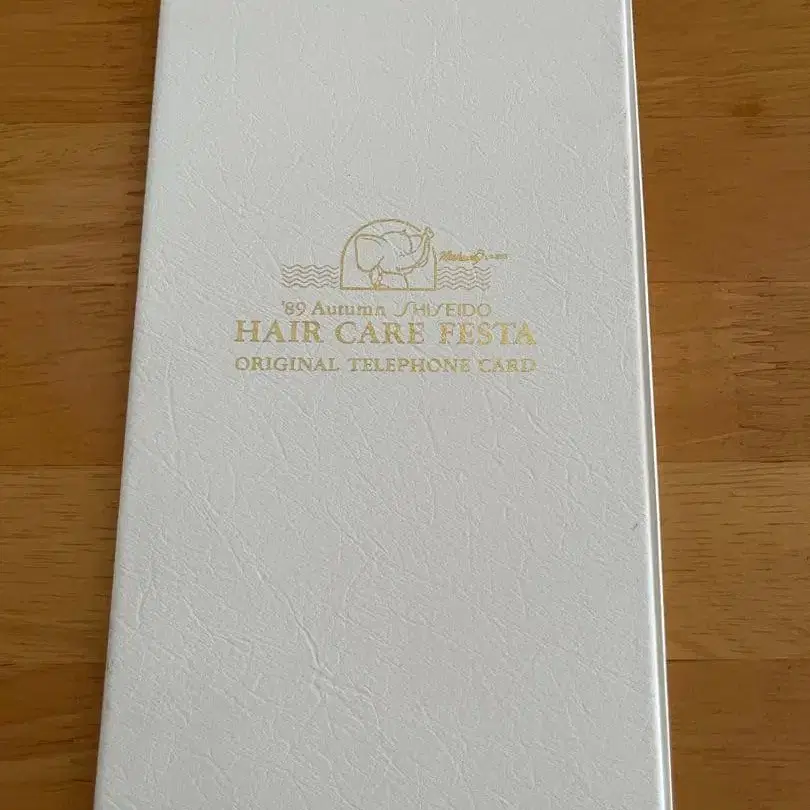 '89 Autumn SHISEIDO
HAIR CARE FESTA
ORIGINAL TELEPHONE CARD